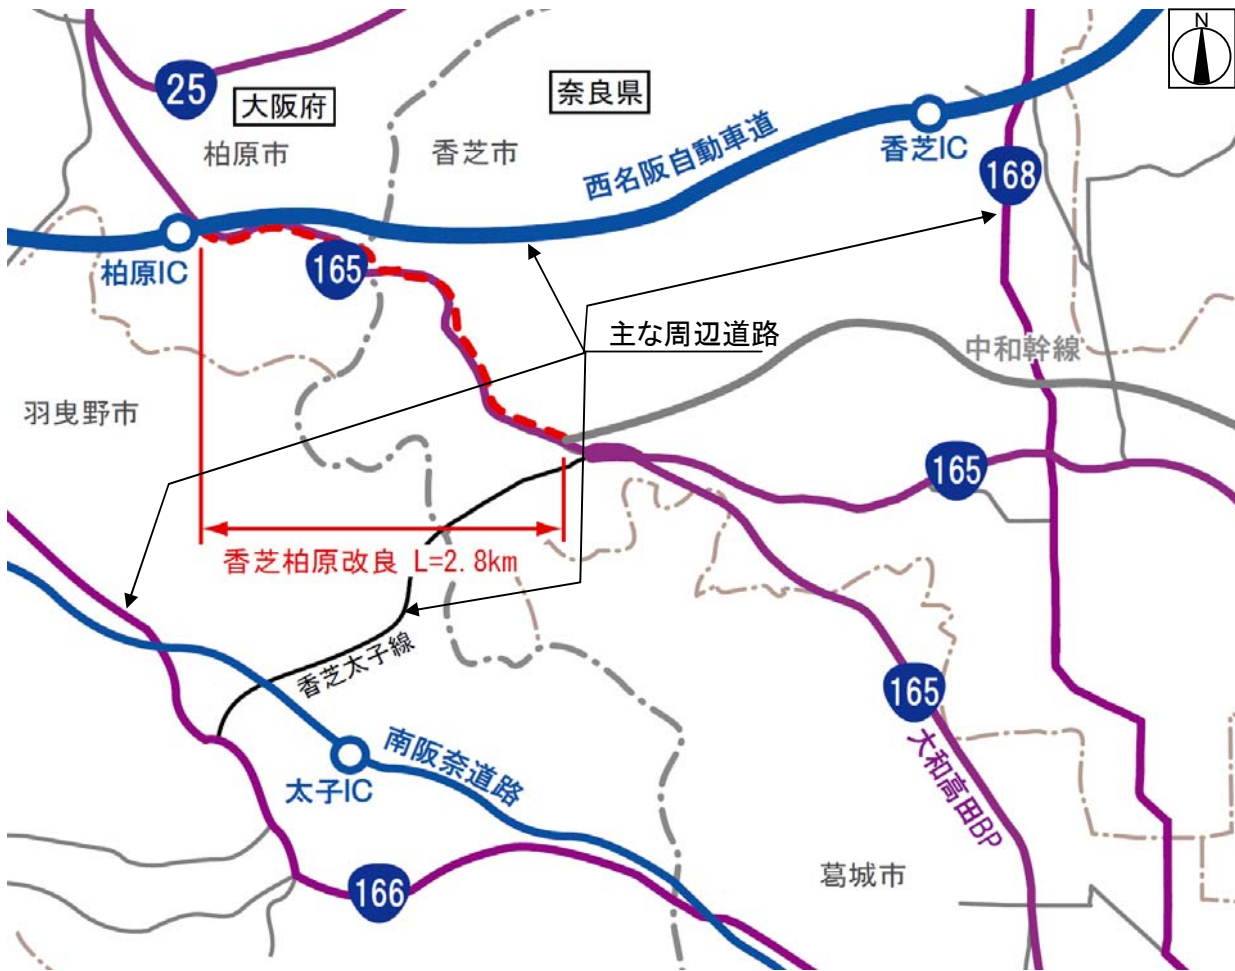 N
25
大阪府
奈良県
柏原市
香芝市
西名阪自動車道
香芝IC
168
柏原IC
165
主な周辺道路
中和幹線
羽曳野市
165
香芝柏原改良 L=2.8km
香芝太子線
165
南阪奈道路
大和高田BP
太子IC
166
葛城市